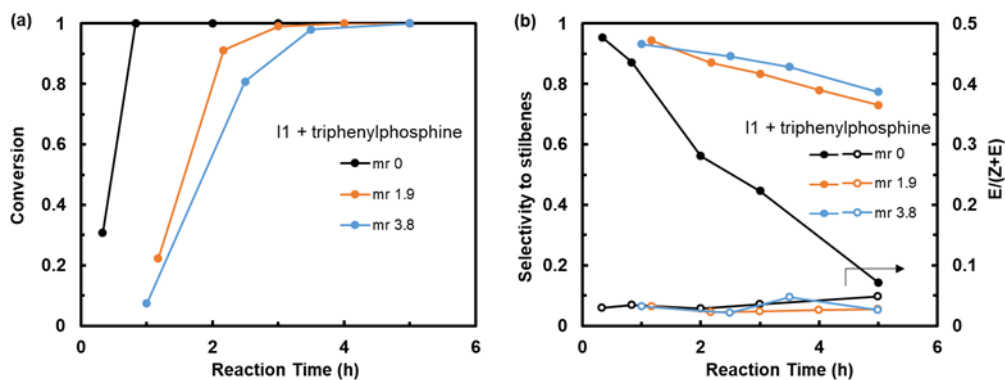 (a)
1
0.8
0.6
0.4
0.2
0
Conversion
I1 + triphenylphosphine
mr 0
mr 1.9
mr 3.8
0 2 4 6
Reaction Time (h)
(b)
1
0.8
0.6
0.4
0.2
0
Selectivity to stilbenes
I1 + triphenylphosphine
mr 0
mr 1.9
mr 3.8
0.5
0.4
0.3
0.2
0.1
0
E/(Z+E)
0 2 4 6
Reaction Time (h)